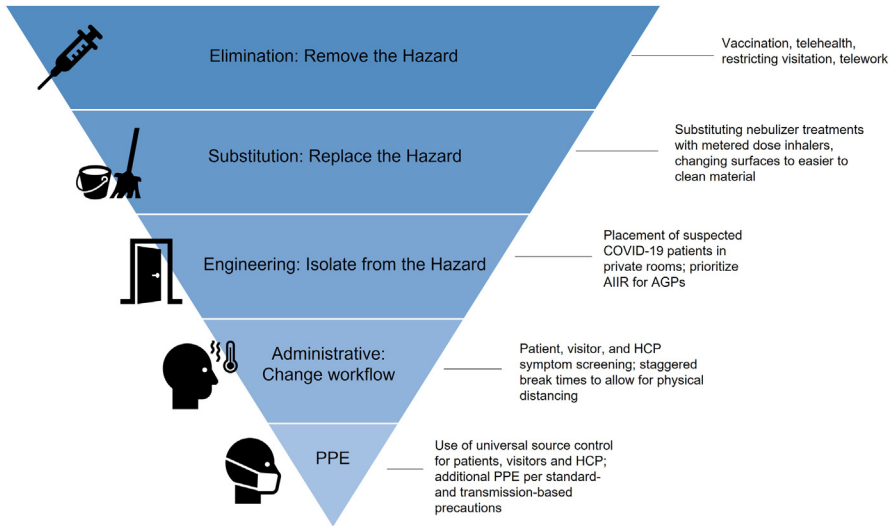 Elimination: Remove the Hazard
Vaccination, telehealth,
restricting visitation, telework
Substitution: Replace the Hazard
Substituting nebulizer treatments
with metered dose inhalers,
changing surfaces to easier to
clean material
Engineering: Isolate from the Hazard
Placement of suspected
COVID-19 patients in
private rooms; prioritize
AIIR for AGPs
Administrative:
Change workflow
Patient, visitor, and HCP
symptom screening; staggered
break times to allow for physical
distancing
PPE
Use of universal source control
for patients, visitors and HCP;
additional PPE per standard-
and transmission-based
precautions